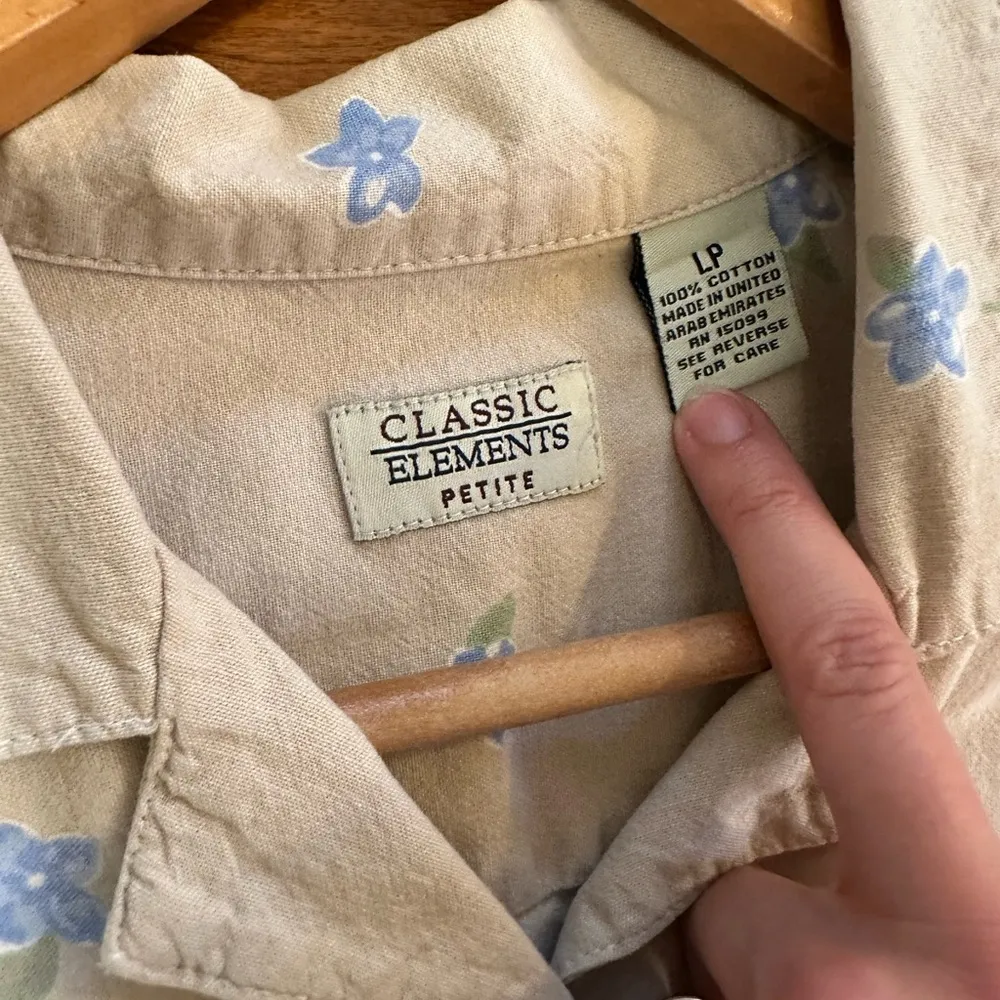 CLASSIC
ELEMENTS
PETITE
LP
100% COTTON
MADE IN UNITED
ARAB EMIRATES
RN 15099
SEE REVERSE
FOR CARE